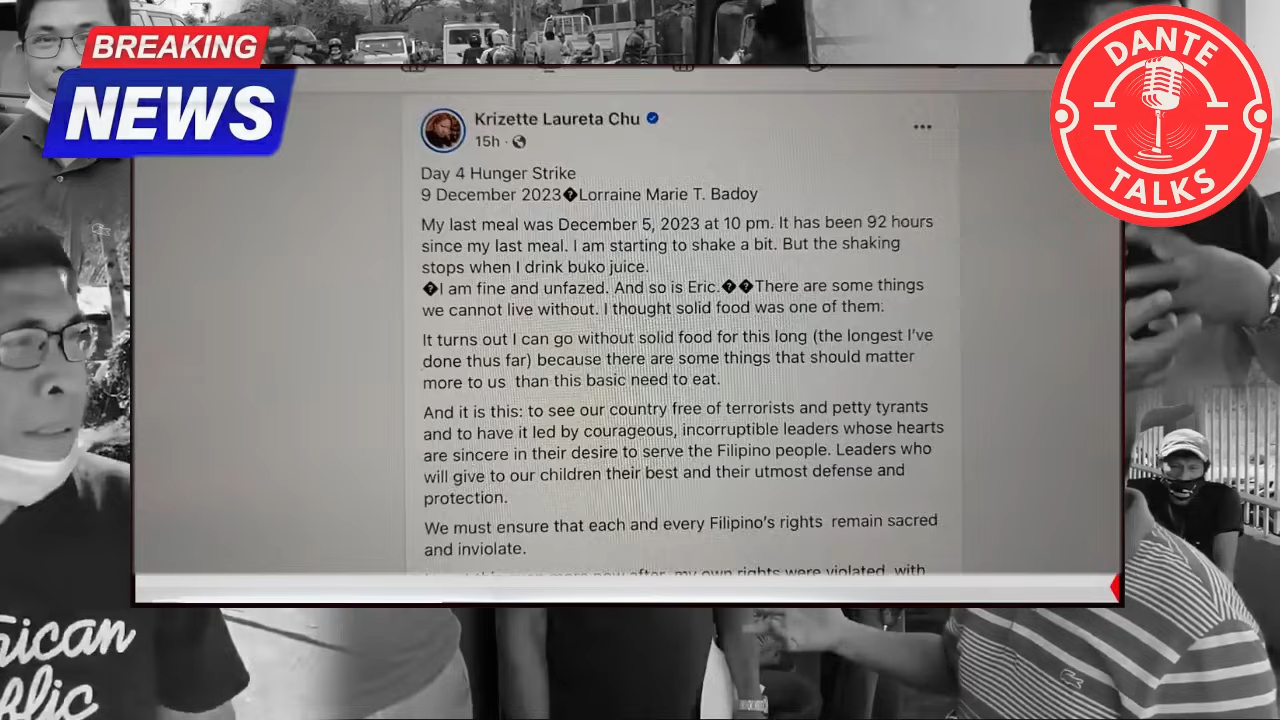 BREAKING
NEWS
DANTE
TALKS
Krizette Laureta Chu
15h ·
Day 4 Hunger Strike
9 December 2023�Lorraine Marie T. Badoy
My last meal was December 5, 2023 at 10 pm. It has been 92 hours
since my last meal. I am starting to shake a bit. But the shaking
stops when I drink buko juice.
�I am fine and unfazed. And so is Eric.��There are some things
we cannot live without. I thought solid food was one of them.
It turns out I can go without solid food for this long (the longest I've
done thus far) because there are some things that should matter
more to us  than this basic need to eat.
And it is this: to see our country free of terrorists and petty tyrants
and to have it led by courageous, incorruptible leaders whose hearts
are sincere in their desire to serve the Filipino people. Leaders who
will give to our children their best and their utmost defense and
protection.
We must ensure that each and every Filipino's rights  remain sacred
and inviolate.
my own rights were violated, with